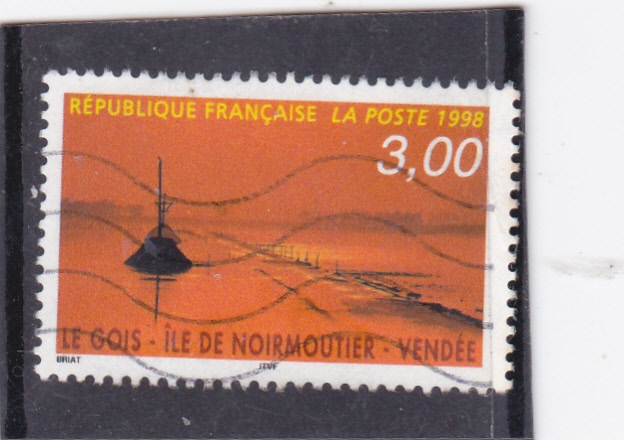 RÉPUBLIQUE FRANÇAISE LA POSTE 1998
3,00
LE GOIS - ÎLE DE NOIRMOUTIER - VENDÉE
BRIAT
ITVF